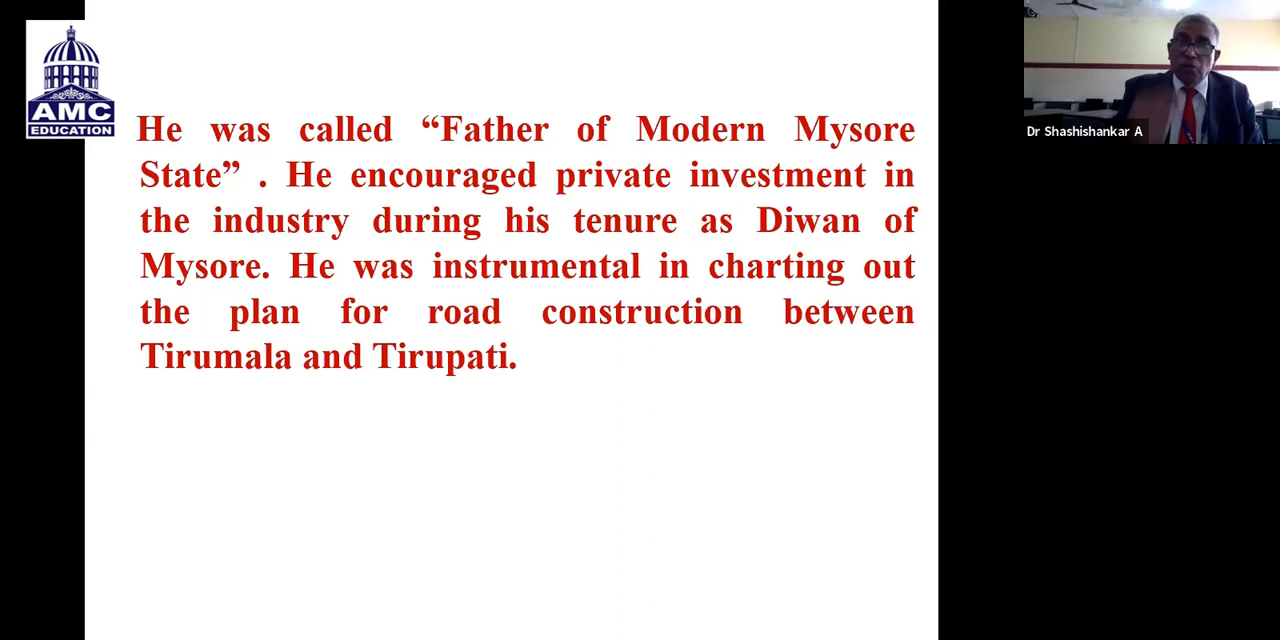 AMC
EDUCATION
He was called “Father of Modern Mysore
State” . He encouraged private investment in
the industry during his tenure as Diwan of
Mysore. He was instrumental in charting out
the plan for road construction between
Tirumala and Tirupati.
Dr Shashishankar A